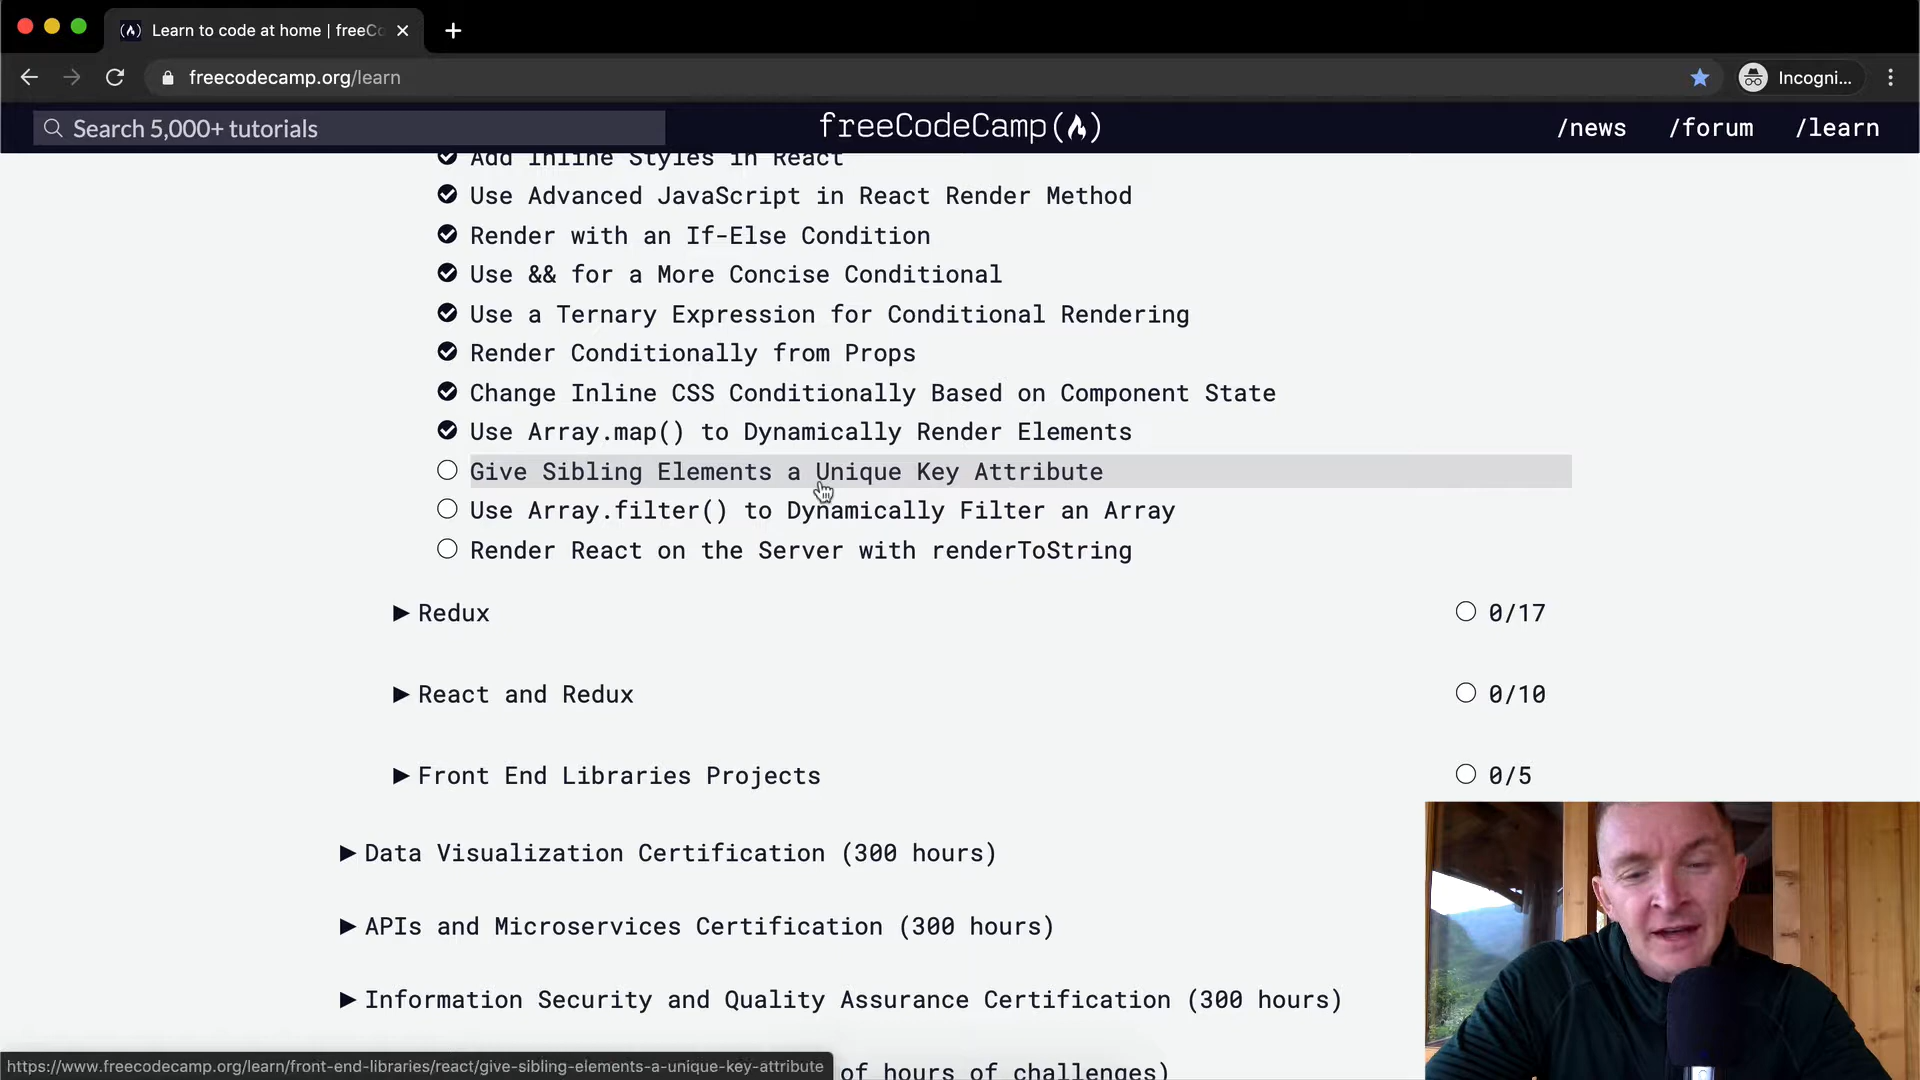 Learn to code at home | freeCo
freecodecamp.org/learn
Incogni...
Search 5,000+ tutorials
freeCodeCamp(🔥)
/news
/forum
/learn
Add Inline Styles in React
Use Advanced JavaScript in React Render Method
Render with an If-Else Condition
Use && for a More Concise Conditional
Use a Ternary Expression for Conditional Rendering
Render Conditionally from Props
Change Inline CSS Conditionally Based on Component State
Use Array.map() to Dynamically Render Elements
Give Sibling Elements a Unique Key Attribute
Use Array.filter() to Dynamically Filter an Array
Render React on the Server with renderToString
Redux 0/17
React and Redux 0/10
Front End Libraries Projects 0/5
Data Visualization Certification (300 hours)
APIs and Microservices Certification (300 hours)
Information Security and Quality Assurance Certification (300 hours)
of hours of challenges)
https://www.freecodecamp.org/learn/front-end-libraries/react/give-sibling-elements-a-unique-key-attribute